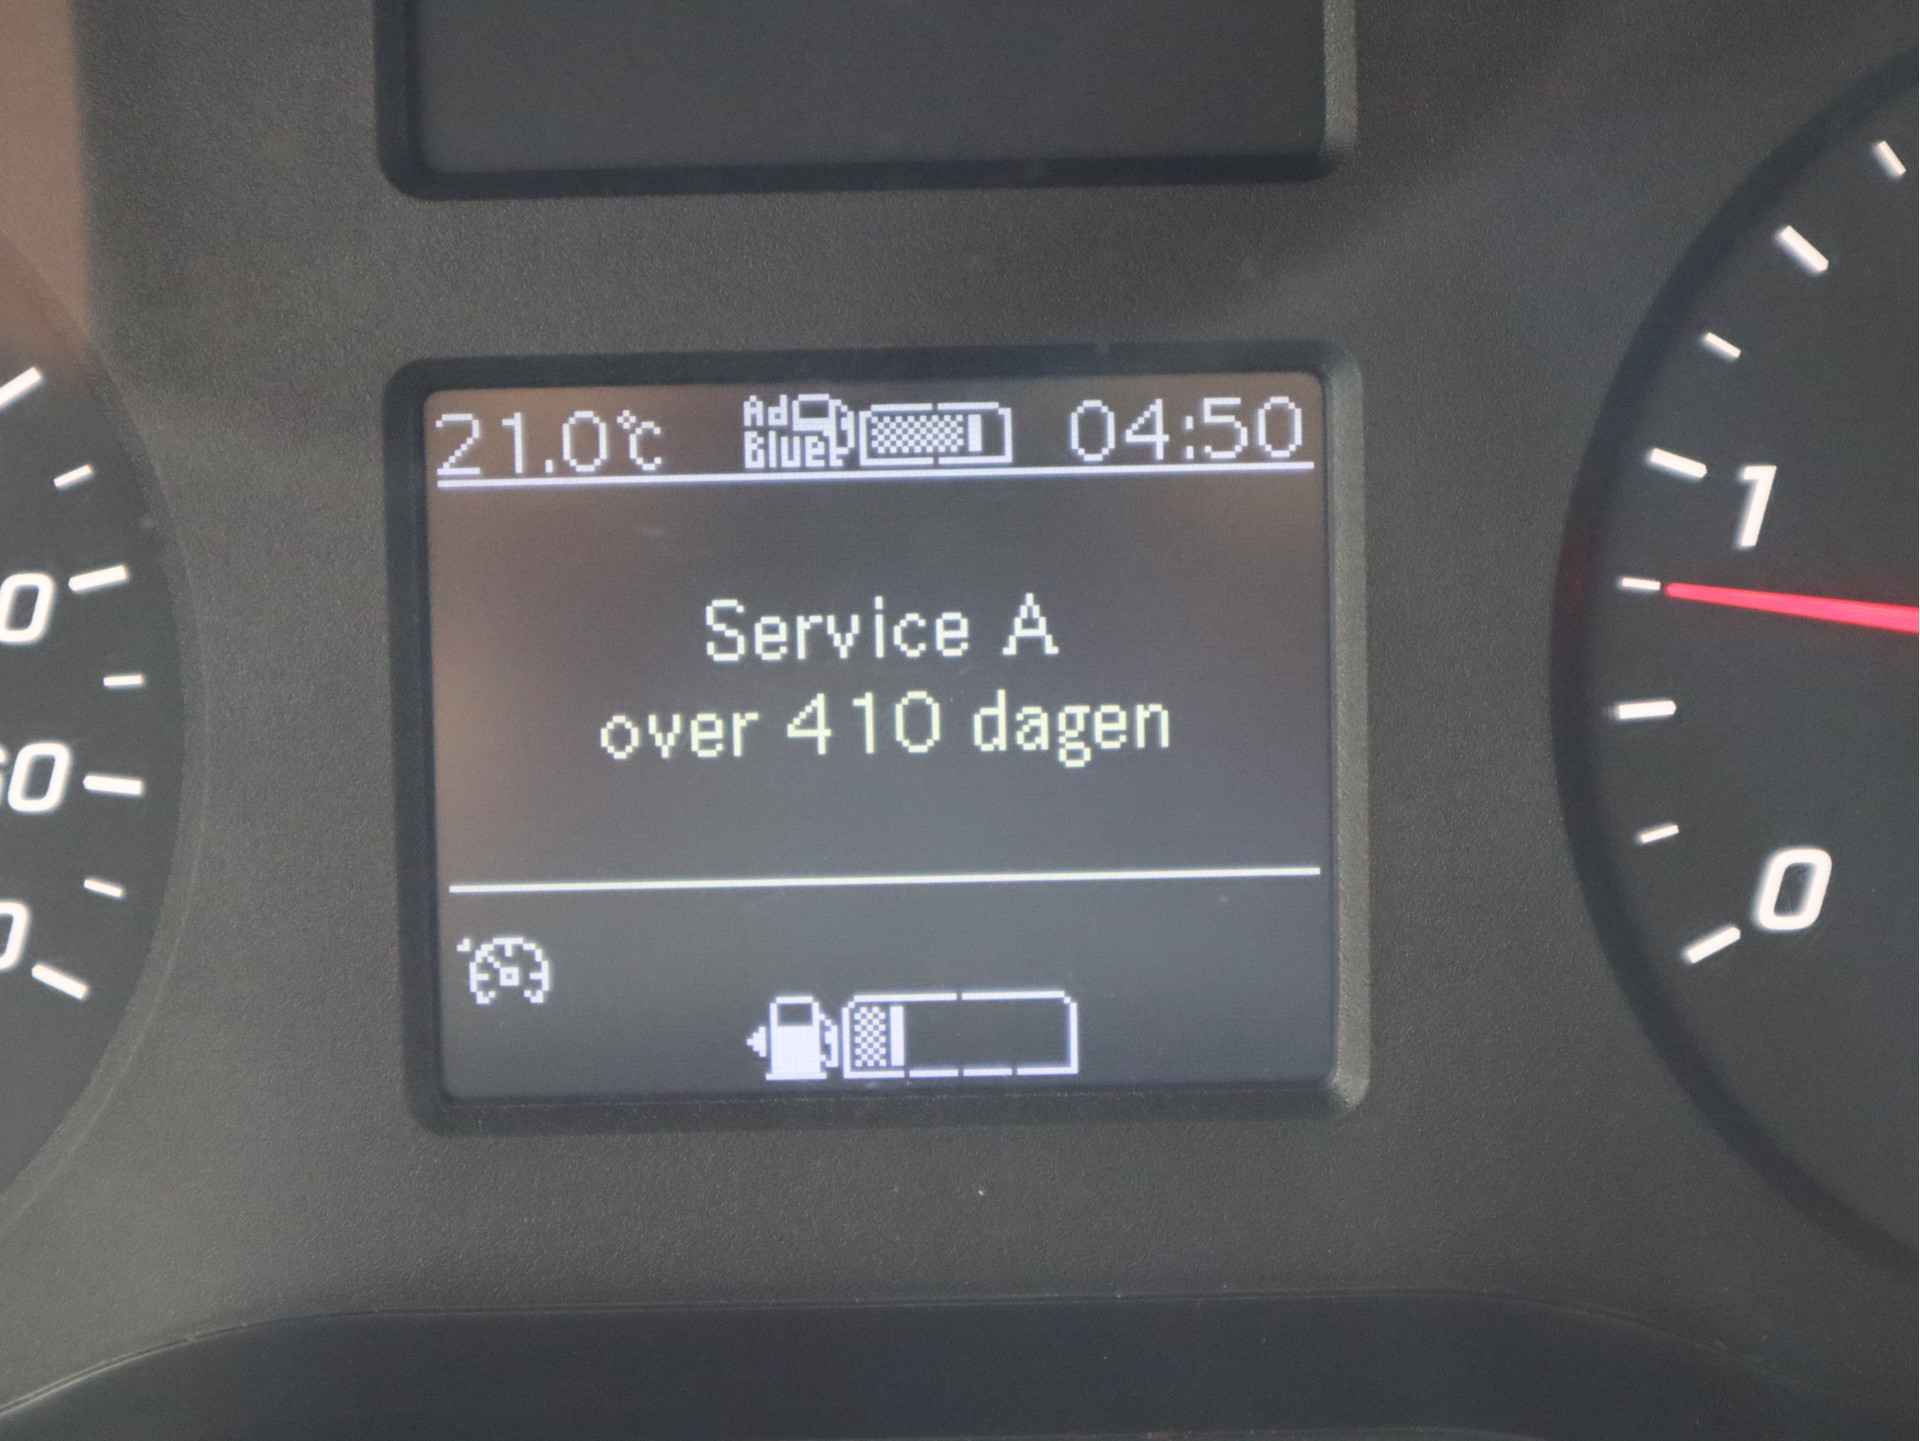 21.0°C Ad Blue 04:50
Service A
over 410 dagen
1
0